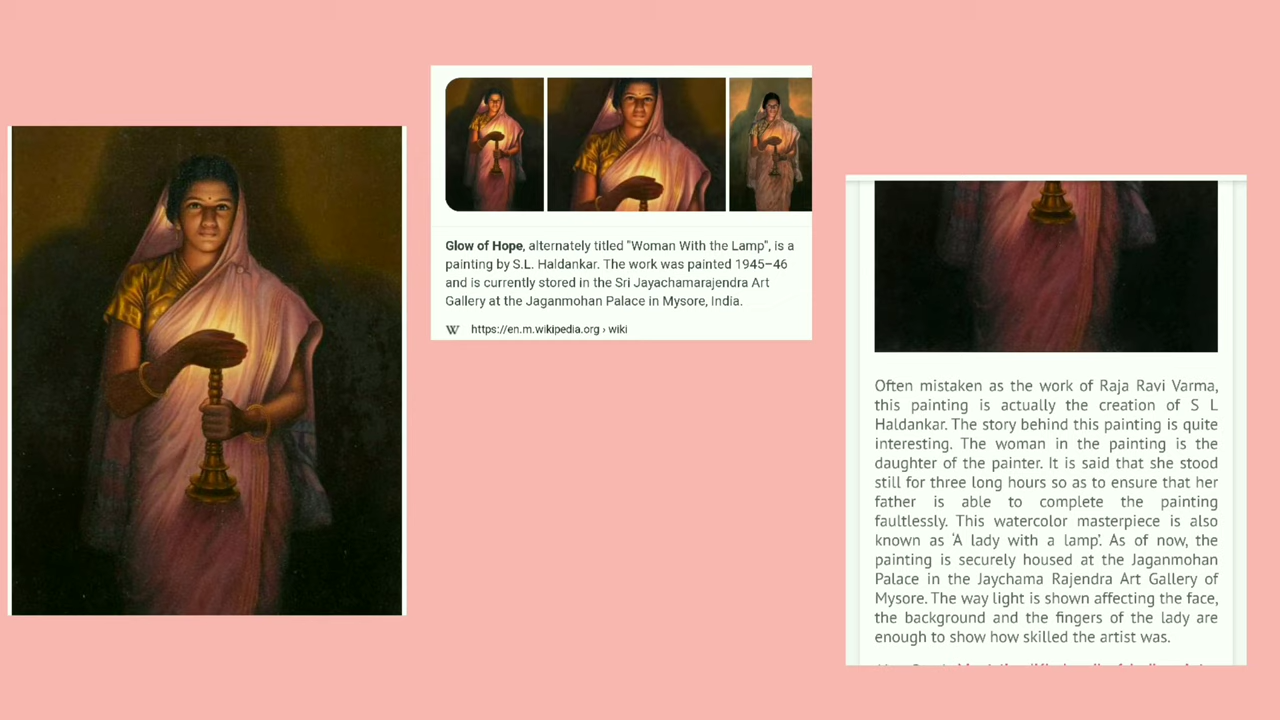 Glow of Hope, alternately titled "Woman With the Lamp", is a
painting by S.L. Haldankar. The work was painted 1945–46
and is currently stored in the Sri Jayachamarajendra Art
Gallery at the Jaganmohan Palace in Mysore, India.
W https://en.m.wikipedia.org › wiki
Often mistaken as the work of Raja Ravi Varma,
this painting is actually the creation of S L
Haldankar. The story behind this painting is quite
interesting. The woman in the painting is the
daughter of the painter. It is said that she stood
still for three long hours so as to ensure that her
father is able to complete the painting
faultlessly. This watercolor masterpiece is also
known as ‘A lady with a lamp’. As of now, the
painting is securely housed at the Jaganmohan
Palace in the Jaychama Rajendra Art Gallery of
Mysore. The way light is shown affecting the face,
the background and the fingers of the lady are
enough to show how skilled the artist was.